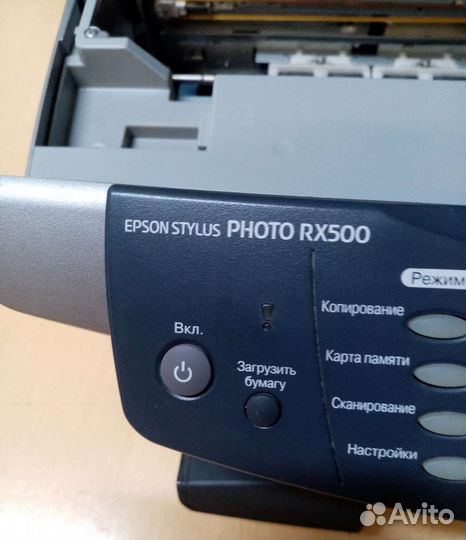 EPSON STYLUS PHOTO RX500
Режим
Вкл.
Загрузить
бумагу
Копирование
Карта памяти
Сканирование
Настройки
Avito